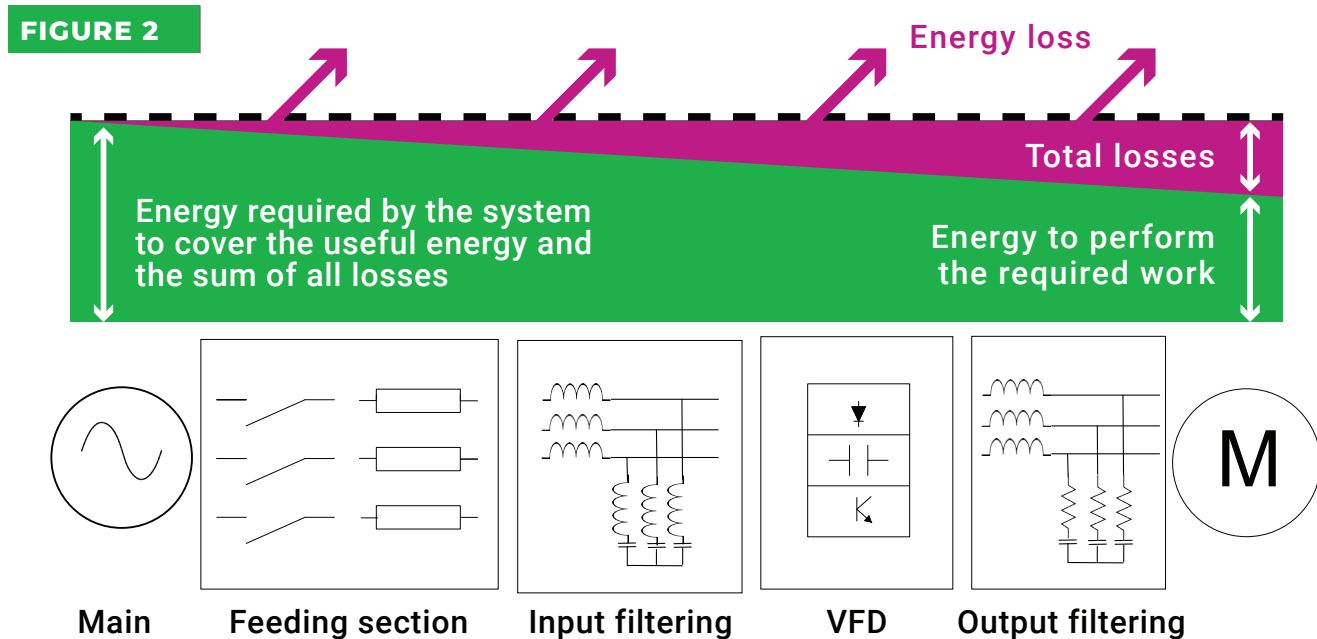 FIGURE 2
Energy loss
Total losses
Energy required by the system
to cover the useful energy and
the sum of all losses
Energy to perform
the required work
M
Main
Feeding section
Input filtering
VFD
Output filtering